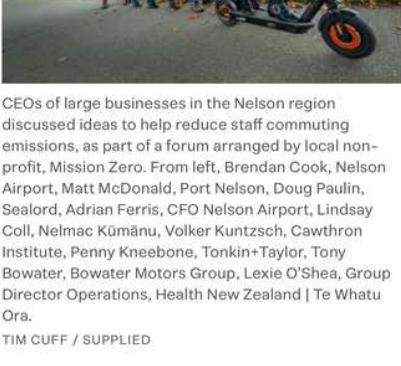 CEOs of large businesses in the Nelson region
discussed ideas to help reduce staff commuting
emissions, as part of a forum arranged by local non-
profit, Mission Zero. From left, Brendan Cook, Nelson
Airport, Matt McDonald, Port Nelson, Doug Paulin,
Sealord, Adrian Ferris, CFO Nelson Airport, Lindsay
Coll, Nelmac Kūmānu, Volker Kuntzsch, Cawthron
Institute, Penny Kneebone, Tonkin+Taylor, Tony
Bowater, Bowater Motors Group, Lexie O'Shea, Group
Director Operations, Health New Zealand | Te Whatu
Ora.
TIM CUFF / SUPPLIED